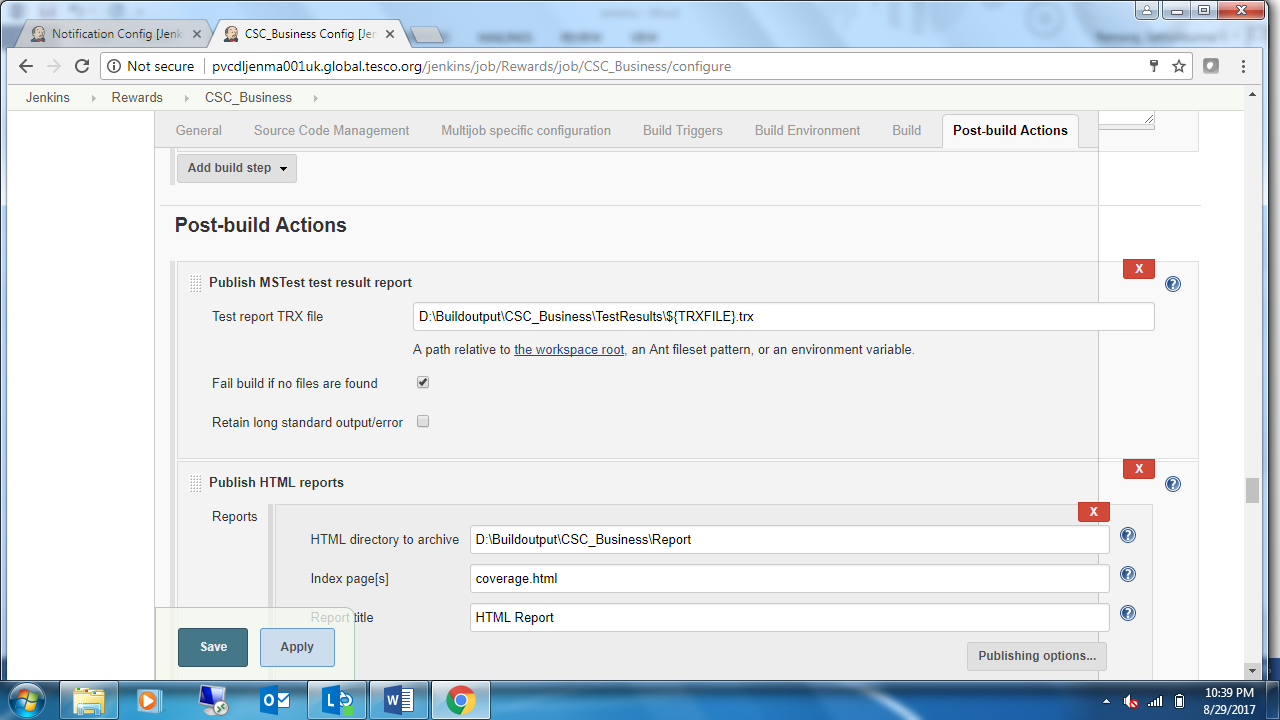 Notification Config [Jenk
CSC_Business Config [Jen
Not secure
pvcdljenma001uk.global.tesco.org/jenkins/job/Rewards/job/CSC_Business/configure
Jenkins
Rewards
CSC_Business
General
Source Code Management
Multijob specific configuration
Build Triggers
Build Environment
Build
Post-build Actions
Add build step
Post-build Actions
X
Publish MSTest test result report
Test report TRX file
D:\Buildoutput\CSC_Business\TestResults\${TRXFILE}.trx
A path relative to the workspace root, an Ant fileset pattern, or an environment variable.
Fail build if no files are found
Retain long standard output/error
X
Publish HTML reports
Reports
X
HTML directory to archive
D:\Buildoutput\CSC_Business\Report
Index page[s]
coverage.html
Report title
HTML Report
Save
Apply
Publishing options...
10:39 PM
8/29/2017